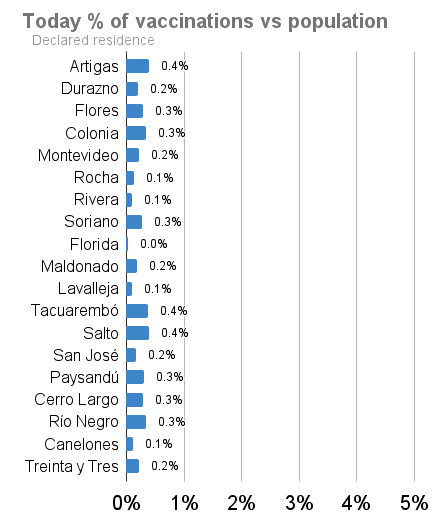 Today % of vaccinations vs population
Declared residence
Artigas 0.4%
Durazno 0.2%
Flores 0.3%
Colonia 0.3%
Montevideo 0.2%
Rocha 0.1%
Rivera 0.1%
Soriano 0.3%
Florida 0.0%
Maldonado 0.2%
Lavalleja 0.1%
Tacuarembó 0.4%
Salto 0.4%
San José 0.2%
Paysandú 0.3%
Cerro Largo 0.3%
Río Negro 0.3%
Canelones 0.1%
Treinta y Tres 0.2%
0% 1% 2% 3% 4% 5%